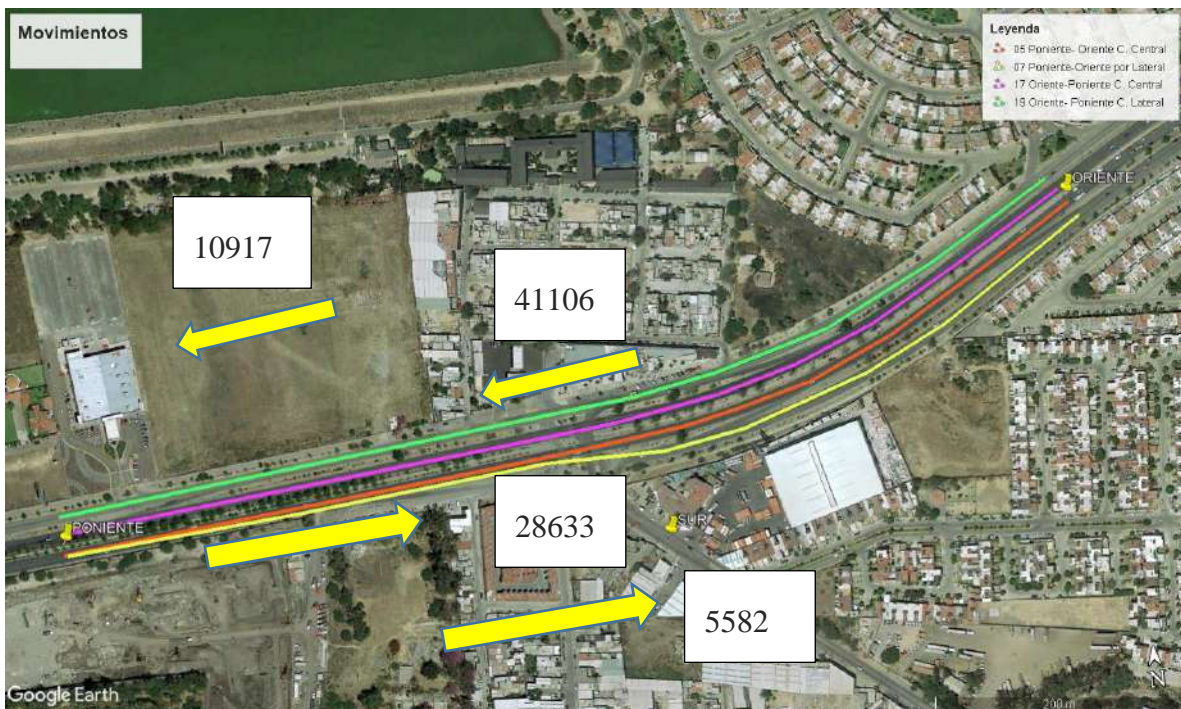 Movimientos
Leyenda
05 Poniente- Oriente C. Central
07 Poniente-Oriente por Lateral
17 Oriente-Poniente C. Central
19 Oriente- Poniente C. Lateral
ORIENTE
10917
41106
PONIENTE
28633
SUR
5582
N
Google Earth
200 m